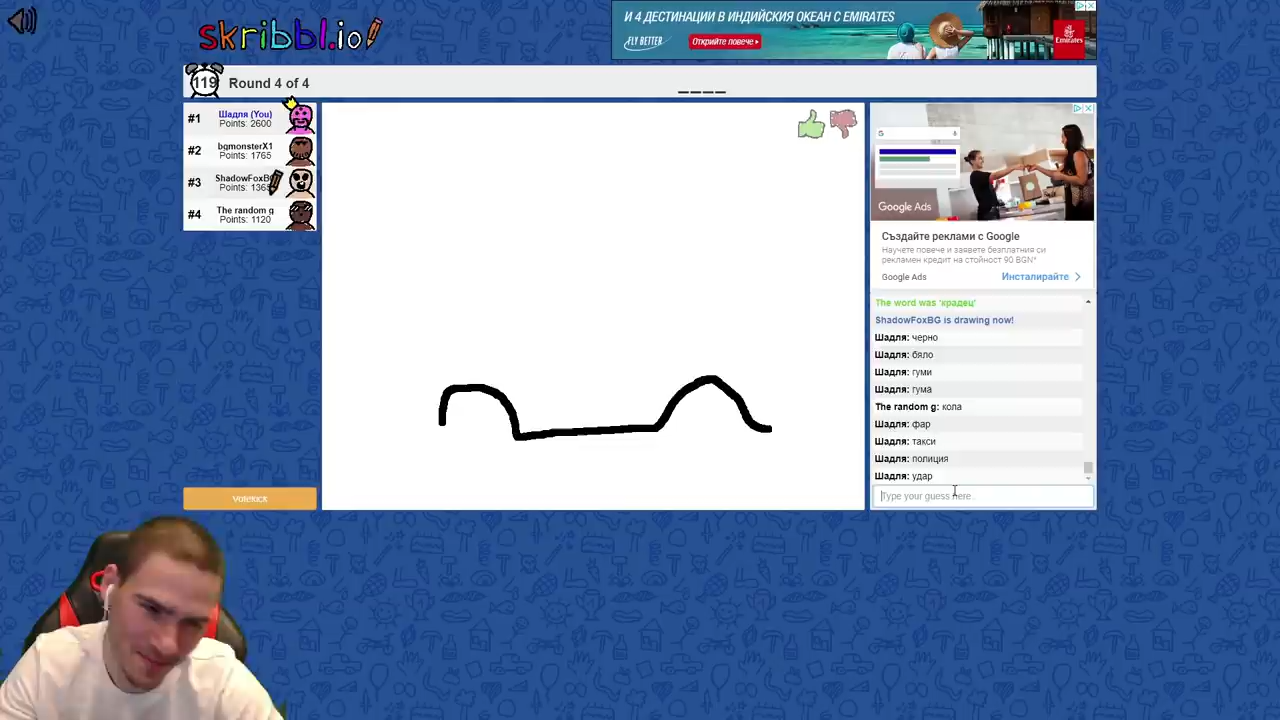 И 4 ДЕСТИНАЦИИ В ИНДИЙСКИЯ ОКЕАН С EMIRATES
FLY BETTER
Открийте повече
Emirates
skribbl.io
119
Round 4 of 4
#1
Шадля (You)
Points: 2600
#2
bgmonsterX1
Points: 1765
#3
ShadowFoxBG
Points: 1365
#4
The random g
Points: 1120
Votekick
Google Ads
Създайте реклами с Google
Научете повече и заявете безплатния си
рекламен кредит на стойност 90 BGN*
Google Ads
Инсталирайте
The word was 'крадец'
ShadowFoxBG is drawing now!
Шадля: черно
Шадля: бяло
Шадля: гуми
Шадля: гума
The random g: кола
Шадля: фар
Шадля: такси
Шадля: полиция
Шадля: удар
Type your guess here